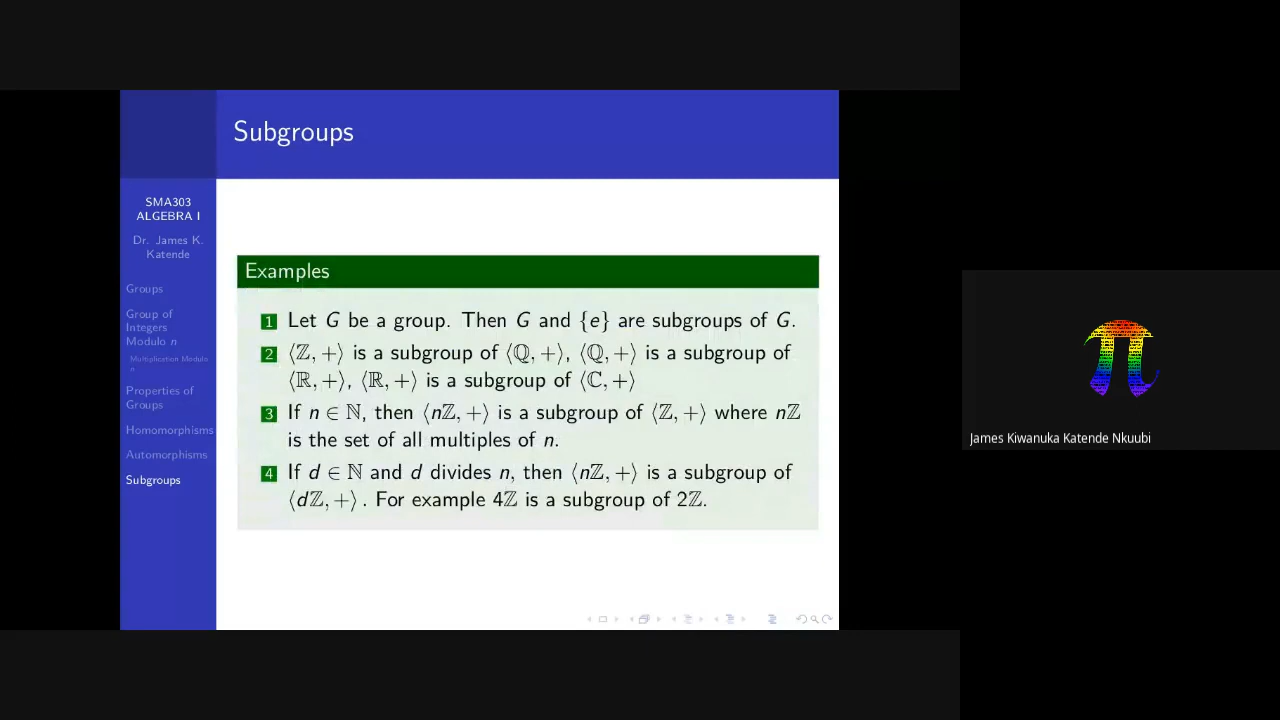 Subgroups
SMA303
ALGEBRA I
Dr. James K.
Katende
Groups
Group of
Integers
Modulo n
Multiplication Modulo
n
Properties of
Groups
Homomorphisms
Automorphisms
Subgroups
Examples
1 Let G be a group. Then G and {e} are subgroups of G.
2 ⟨ℤ, +⟩ is a subgroup of ⟨ℚ, +⟩, ⟨ℚ, +⟩ is a subgroup of
⟨ℝ, +⟩, ⟨ℝ, +⟩ is a subgroup of ⟨ℂ, +⟩
3 If n ∈ ℕ, then ⟨nℤ, +⟩ is a subgroup of ⟨ℤ, +⟩ where nℤ
is the set of all multiples of n.
4 If d ∈ ℕ and d divides n, then ⟨nℤ, +⟩ is a subgroup of
⟨dℤ, +⟩. For example 4ℤ is a subgroup of 2ℤ.
James Kiwanuka Katende Nkuubi